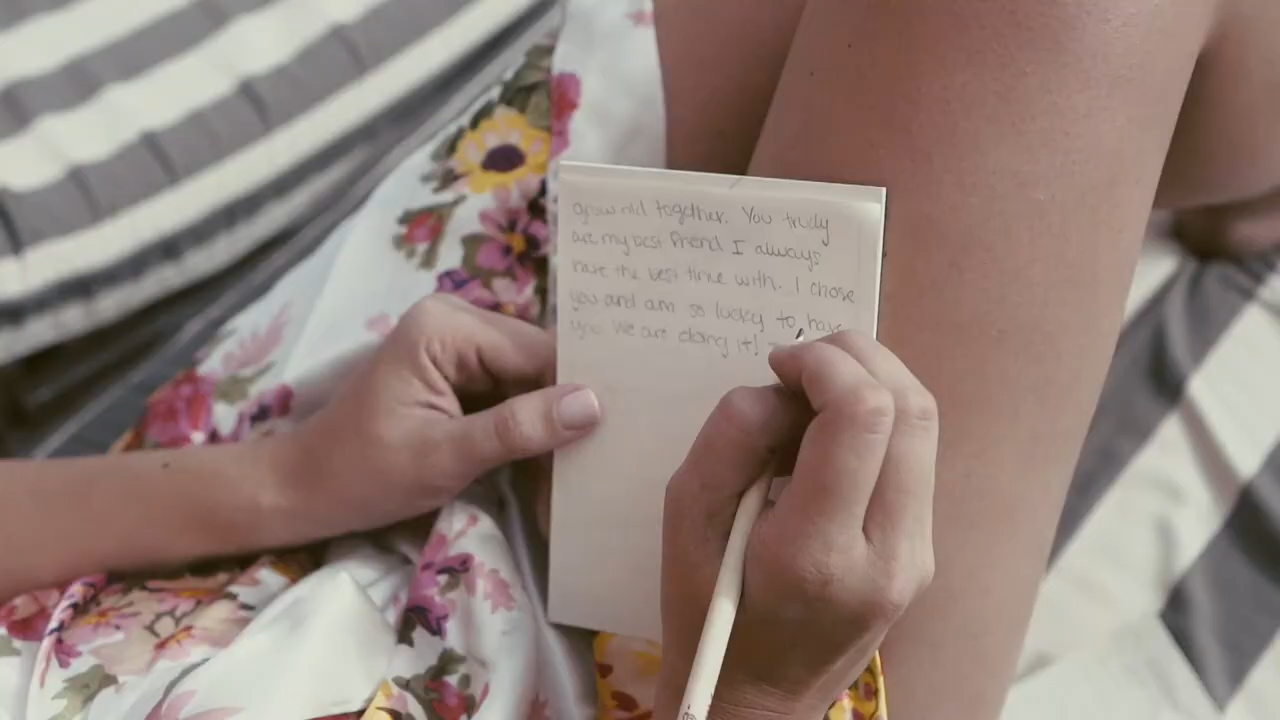 grow old together. You truly
are my best friend I always
have the best time with. I chose
you and am so lucky to have
you. We are doing it!